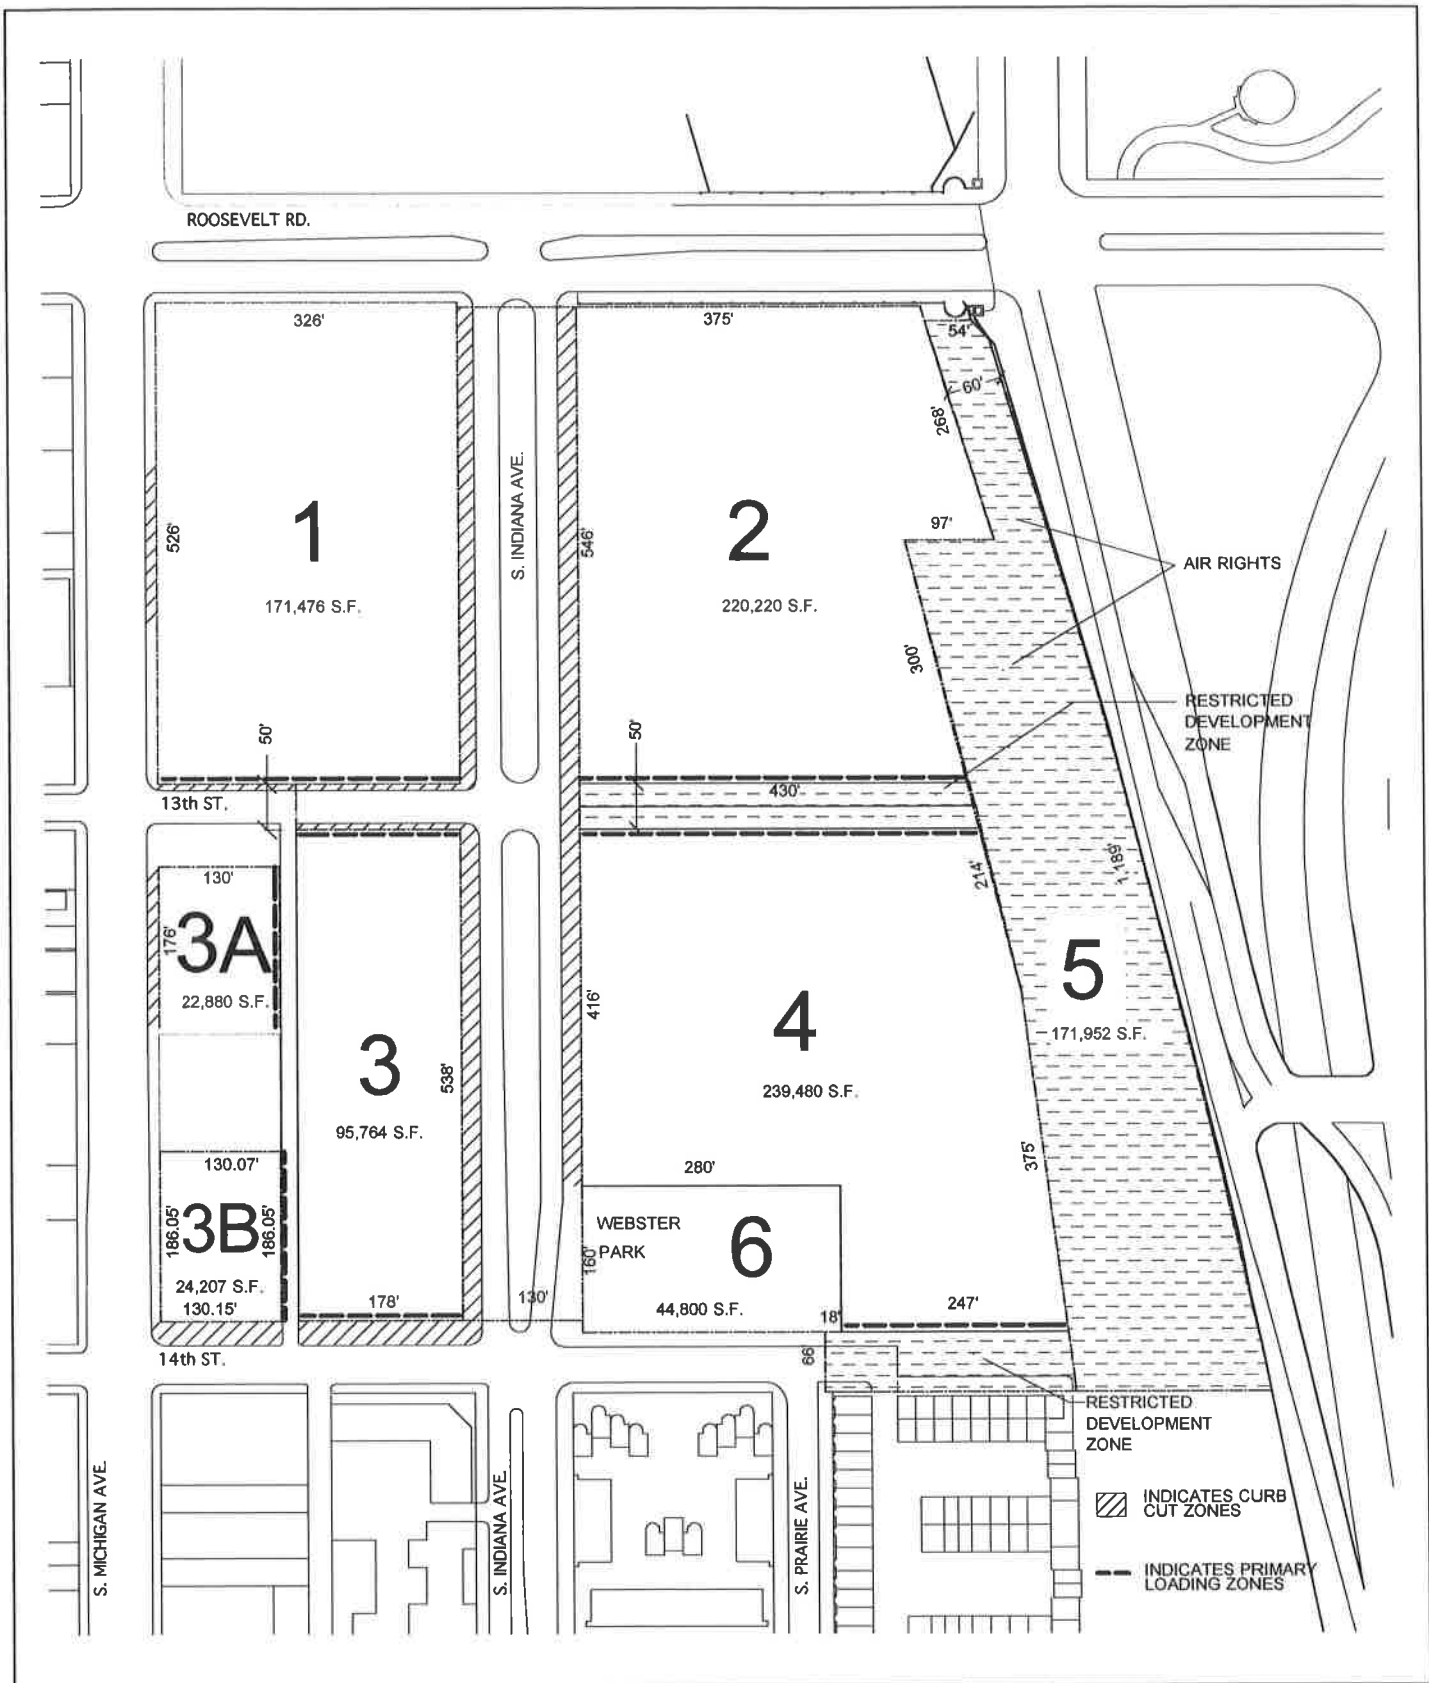 ROOSEVELT RD.
326'
375'
54'
60'
268'
526'
1
171,476 S.F.
S. INDIANA AVE.
546'
2
220,220 S.F.
97'
AIR RIGHTS
300'
RESTRICTED
DEVELOPMENT
ZONE
50'
50'
430'
13th ST.
130'
176'
3A
22,880 S.F.
214'
1,189'
5
171,952 S.F.
416'
4
239,480 S.F.
3
538'
95,764 S.F.
375'
280'
130.07'
186.05'
3B
186.05'
24,207 S.F.
130.15'
WEBSTER
PARK
160'
6
44,800 S.F.
178'
130'
18'
247'
14th ST.
66'
RESTRICTED
DEVELOPMENT
ZONE
S. MICHIGAN AVE.
S. INDIANA AVE.
S. PRAIRIE AVE.
INDICATES CURB
CUT ZONES
INDICATES PRIMARY
LOADING ZONES